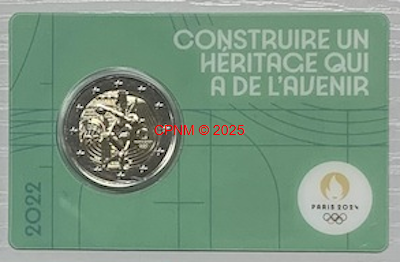 CONSTRUIRE UN
HÉRITAGE QUI
A DE L'AVENIR
CPNM © 2025
2022
PARIS 2024